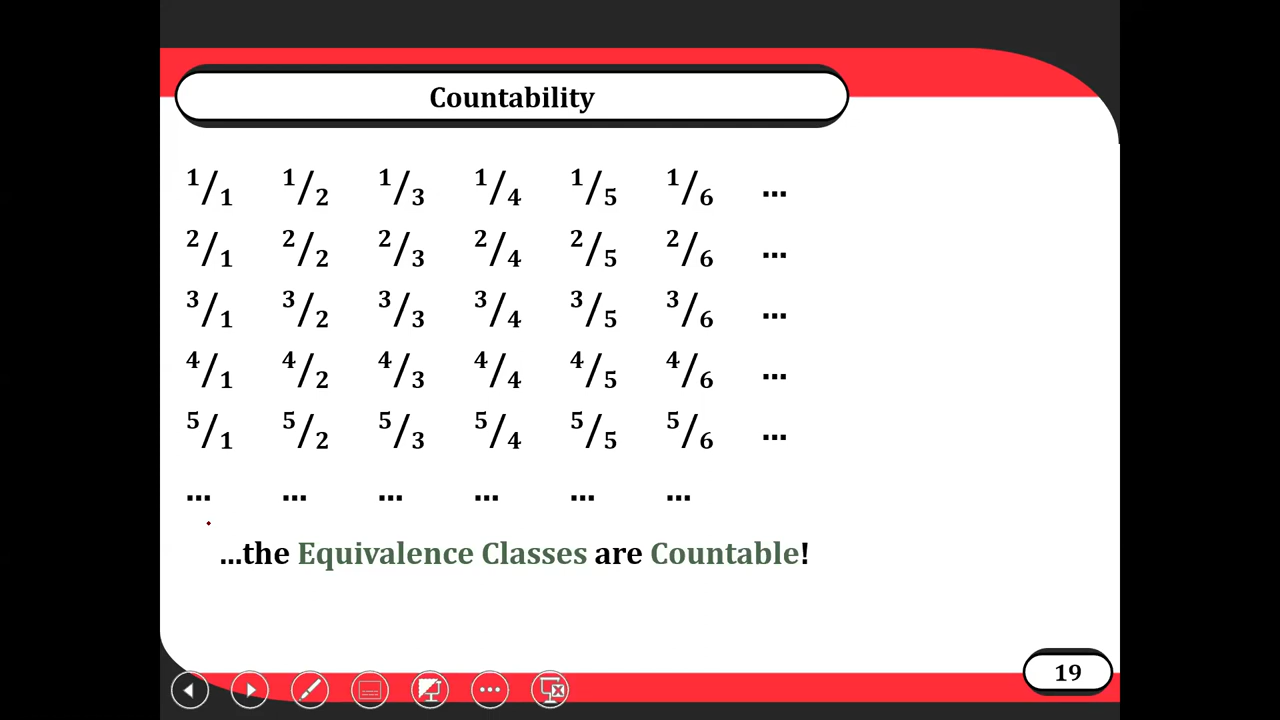 Countability
1/1 1/2 1/3 1/4 1/5 1/6 ...
2/1 2/2 2/3 2/4 2/5 2/6 ...
3/1 3/2 3/3 3/4 3/5 3/6 ...
4/1 4/2 4/3 4/4 4/5 4/6 ...
5/1 5/2 5/3 5/4 5/5 5/6 ...
... ... ... ... ... ...
...the Equivalence Classes are Countable!
19